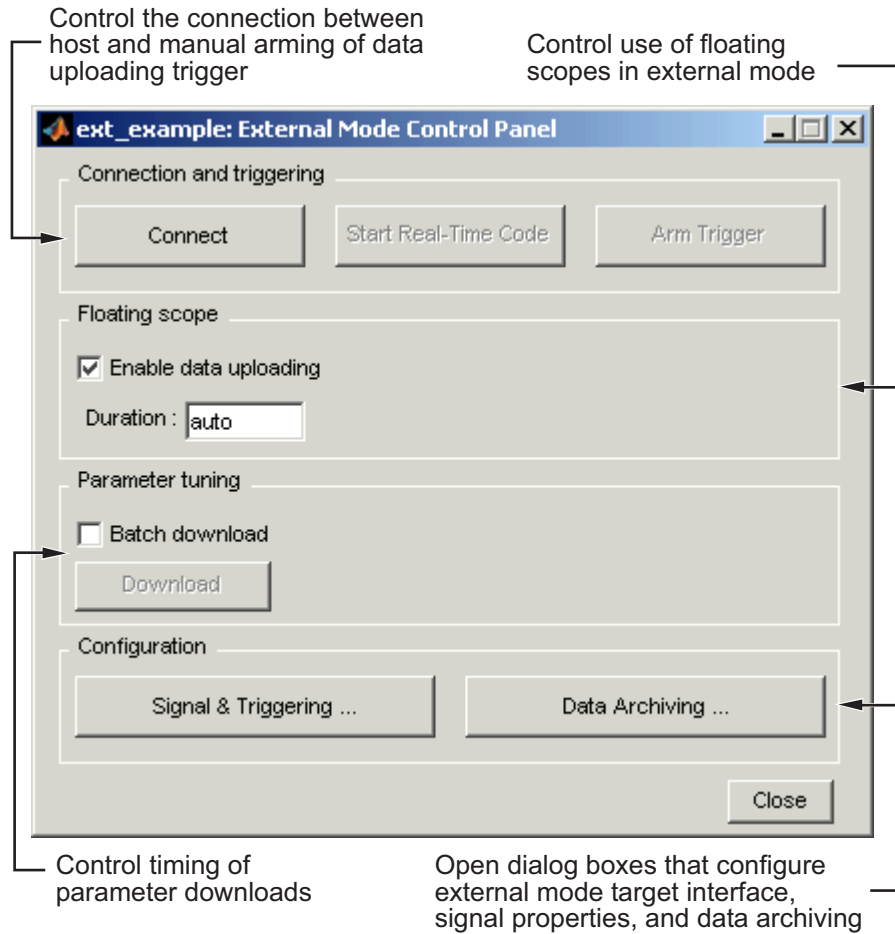 Control the connection between
host and manual arming of data
uploading trigger
Control use of floating
scopes in external mode
ext_example: External Mode Control Panel
Connection and triggering
Connect
Start Real-Time Code
Arm Trigger
Floating scope
Enable data uploading
Duration : auto
Parameter tuning
Batch download
Download
Configuration
Signal & Triggering ...
Data Archiving ...
Close
Control timing of
parameter downloads
Open dialog boxes that configure
external mode target interface,
signal properties, and data archiving